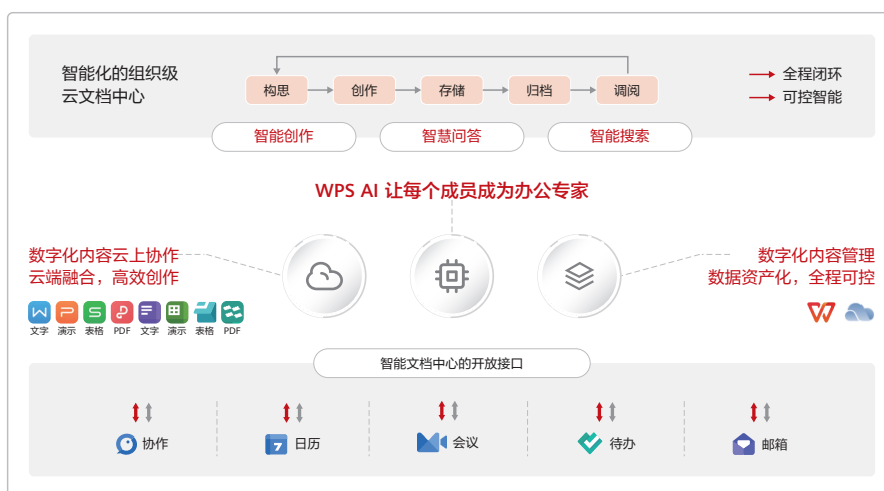 智能化的组织级
云文档中心
构思
创作
存储
归档
调阅
全程闭环
可控智能
智能创作
智慧问答
智能搜索
WPS AI 让每个成员成为办公专家
数字化内容云上协作
云端融合，高效创作
数字化内容管理
数据资产化，全程可控
文字
演示
表格
PDF
文字
演示
表格
PDF
智能文档中心的开放接口
协作
7
日历
会议
待办
邮箱